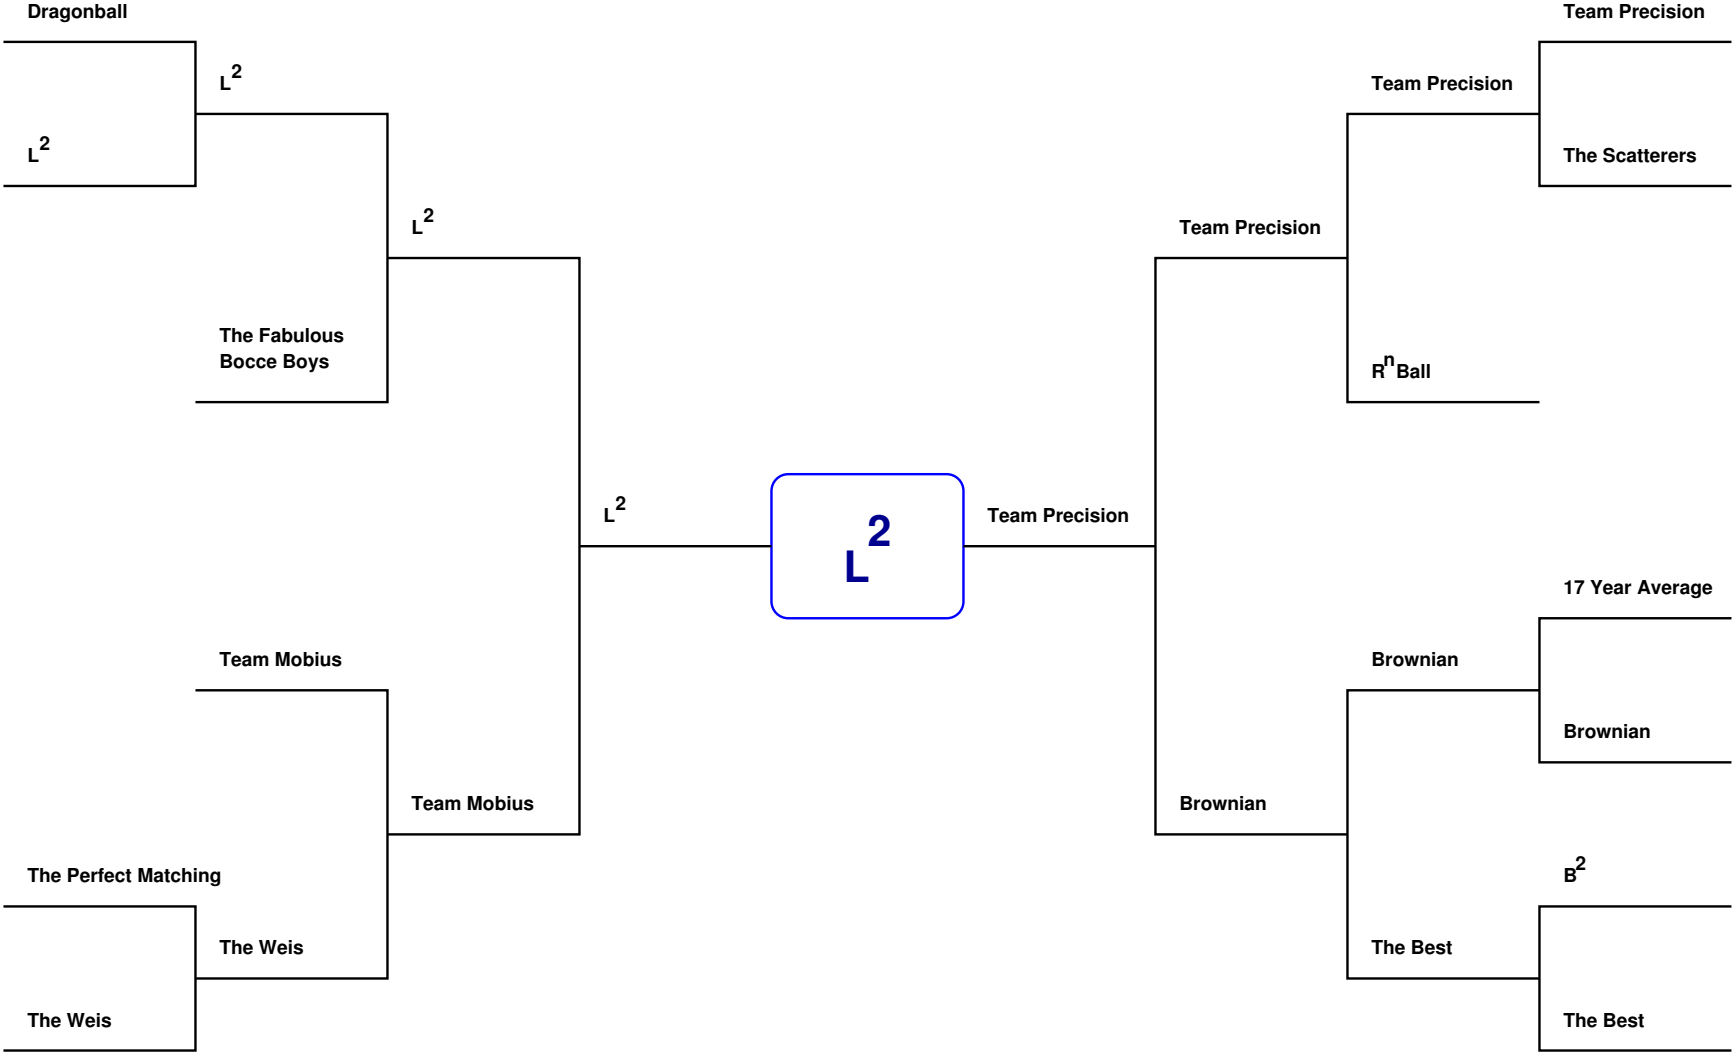 Dragonball
L²
L²
L²
The Fabulous
Bocce Boys
L²
Team Mobius
Team Mobius
The Perfect Matching
The Weis
The Weis
L²
Team Precision
Team Precision
Team Precision
Team Precision
The Scatterers
Rⁿ Ball
17 Year Average
Brownian
Brownian
Brownian
B²
The Best
The Best